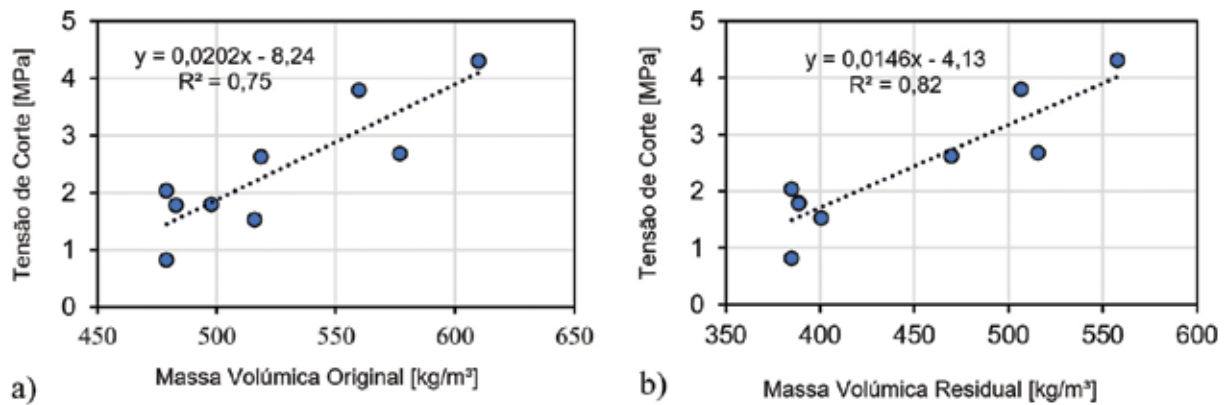 5
4
3
2
1
0
Tensão de Corte [MPa]
y = 0,0202x - 8,24
R² = 0,75
450 500 550 600 650
Massa Volúmica Original [kg/m³]
a)
5
4
3
2
1
0
Tensão de Corte [MPa]
y = 0,0146x - 4,13
R² = 0,82
350 400 450 500 550 600
Massa Volúmica Residual [kg/m³]
b)